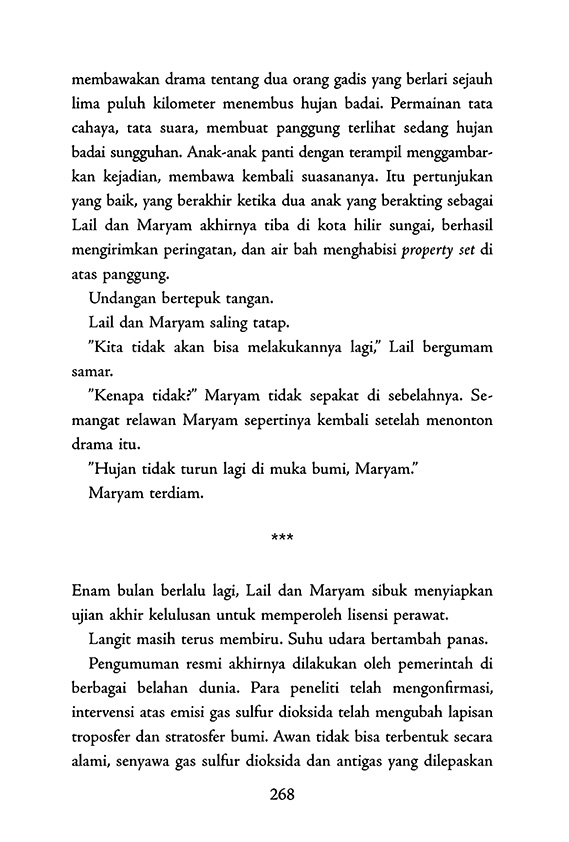 membawakan drama tentang dua orang gadis yang berlari sejauh
lima puluh kilometer menembus hujan badai. Permainan tata
cahaya, tata suara, membuat panggung terlihat sedang hujan
badai sungguhan. Anak-anak panti dengan terampil menggambar-
kan kejadian, membawa kembali suasananya. Itu pertunjukan
yang baik, yang berakhir ketika dua anak yang berakting sebagai
Lail dan Maryam akhirnya tiba di kota hilir sungai, berhasil
mengirimkan peringatan, dan air bah menghabisi property set di
atas panggung.
Undangan bertepuk tangan.
Lail dan Maryam saling tatap.
”Kita tidak akan bisa melakukannya lagi,” Lail bergumam
samar.
”Kenapa tidak?” Maryam tidak sepakat di sebelahnya. Se-
mangat relawan Maryam sepertinya kembali setelah menonton
drama itu.
”Hujan tidak turun lagi di muka bumi, Maryam.”
Maryam terdiam.
***
Enam bulan berlalu lagi, Lail dan Maryam sibuk menyiapkan
ujian akhir kelulusan untuk memperoleh lisensi perawat.
Langit masih terus membiru. Suhu udara bertambah panas.
Pengumuman resmi akhirnya dilakukan oleh pemerintah di
berbagai belahan dunia. Para peneliti telah mengonfirmasi,
intervensi atas emisi gas sulfur dioksida telah mengubah lapisan
troposfer dan stratosfer bumi. Awan tidak bisa terbentuk secara
alami, senyawa gas sulfur dioksida dan antigas yang dilepaskan
268